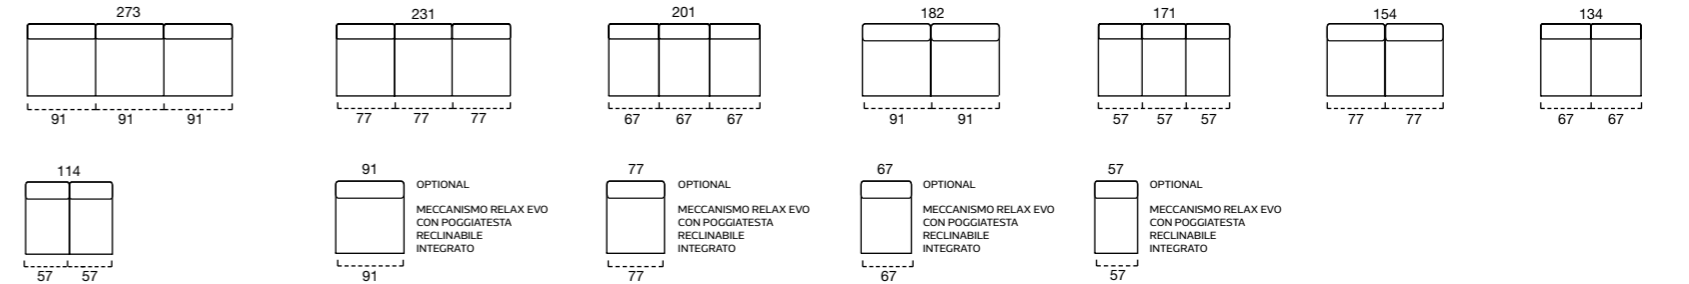 273
91 91 91
231
77 77 77
201
67 67 67
182
91 91
171
57 57 57
154
77 77
134
67 67
114
57 57
91
OPTIONAL
MECCANISMO RELAX EVO
CON POGGIATESTA
RECLINABILE
INTEGRATO
91
77
OPTIONAL
MECCANISMO RELAX EVO
CON POGGIATESTA
RECLINABILE
INTEGRATO
77
67
OPTIONAL
MECCANISMO RELAX EVO
CON POGGIATESTA
RECLINABILE
INTEGRATO
67
57
OPTIONAL
MECCANISMO RELAX EVO
CON POGGIATESTA
RECLINABILE
INTEGRATO
57